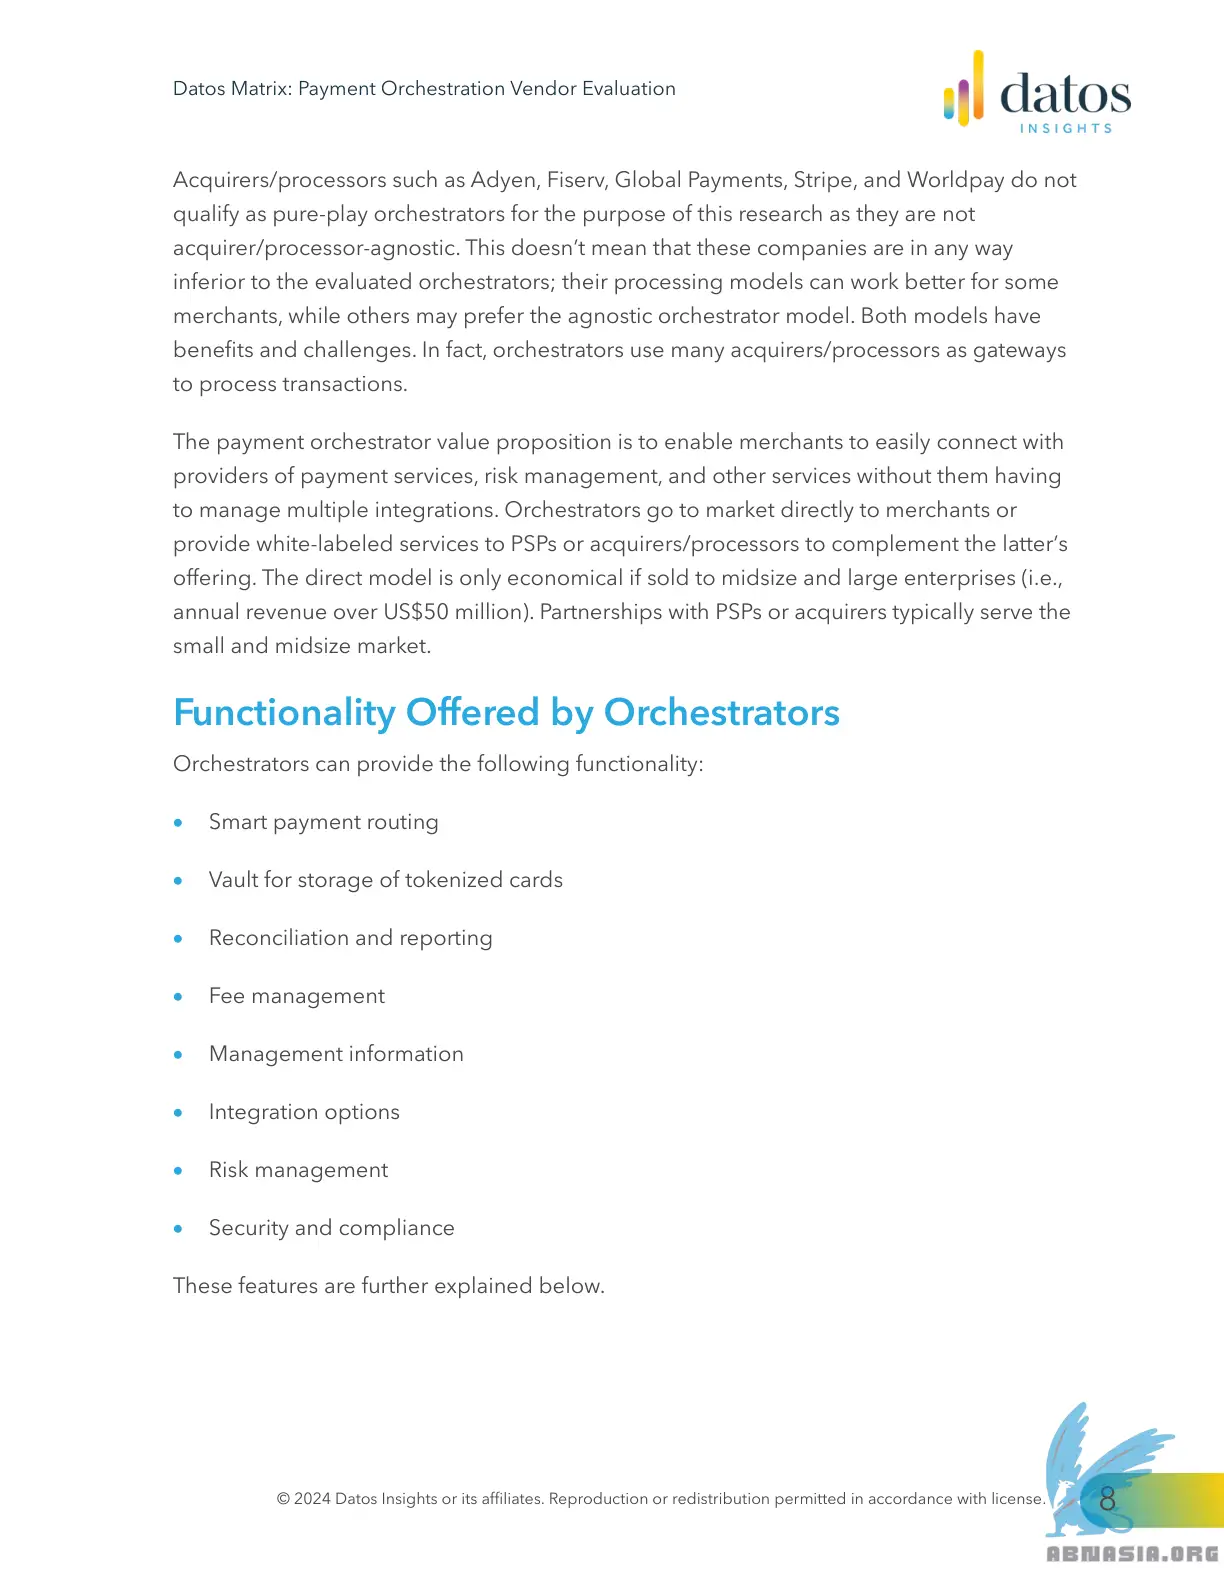 Datos Matrix: Payment Orchestration Vendor Evaluation
datos
INSIGHTS
Acquirers/processors such as Adyen, Fiserv, Global Payments, Stripe, and Worldpay do not
qualify as pure-play orchestrators for the purpose of this research as they are not
acquirer/processor-agnostic. This doesn’t mean that these companies are in any way
inferior to the evaluated orchestrators; their processing models can work better for some
merchants, while others may prefer the agnostic orchestrator model. Both models have
benefits and challenges. In fact, orchestrators use many acquirers/processors as gateways
to process transactions.
The payment orchestrator value proposition is to enable merchants to easily connect with
providers of payment services, risk management, and other services without them having
to manage multiple integrations. Orchestrators go to market directly to merchants or
provide white-labeled services to PSPs or acquirers/processors to complement the latter’s
offering. The direct model is only economical if sold to midsize and large enterprises (i.e.,
annual revenue over US$50 million). Partnerships with PSPs or acquirers typically serve the
small and midsize market.
Functionality Offered by Orchestrators
Orchestrators can provide the following functionality:
• Smart payment routing
• Vault for storage of tokenized cards
• Reconciliation and reporting
• Fee management
• Management information
• Integration options
• Risk management
• Security and compliance
These features are further explained below.
© 2024 Datos Insights or its affiliates. Reproduction or redistribution permitted in accordance with license.
8
ABNASIA.ORG